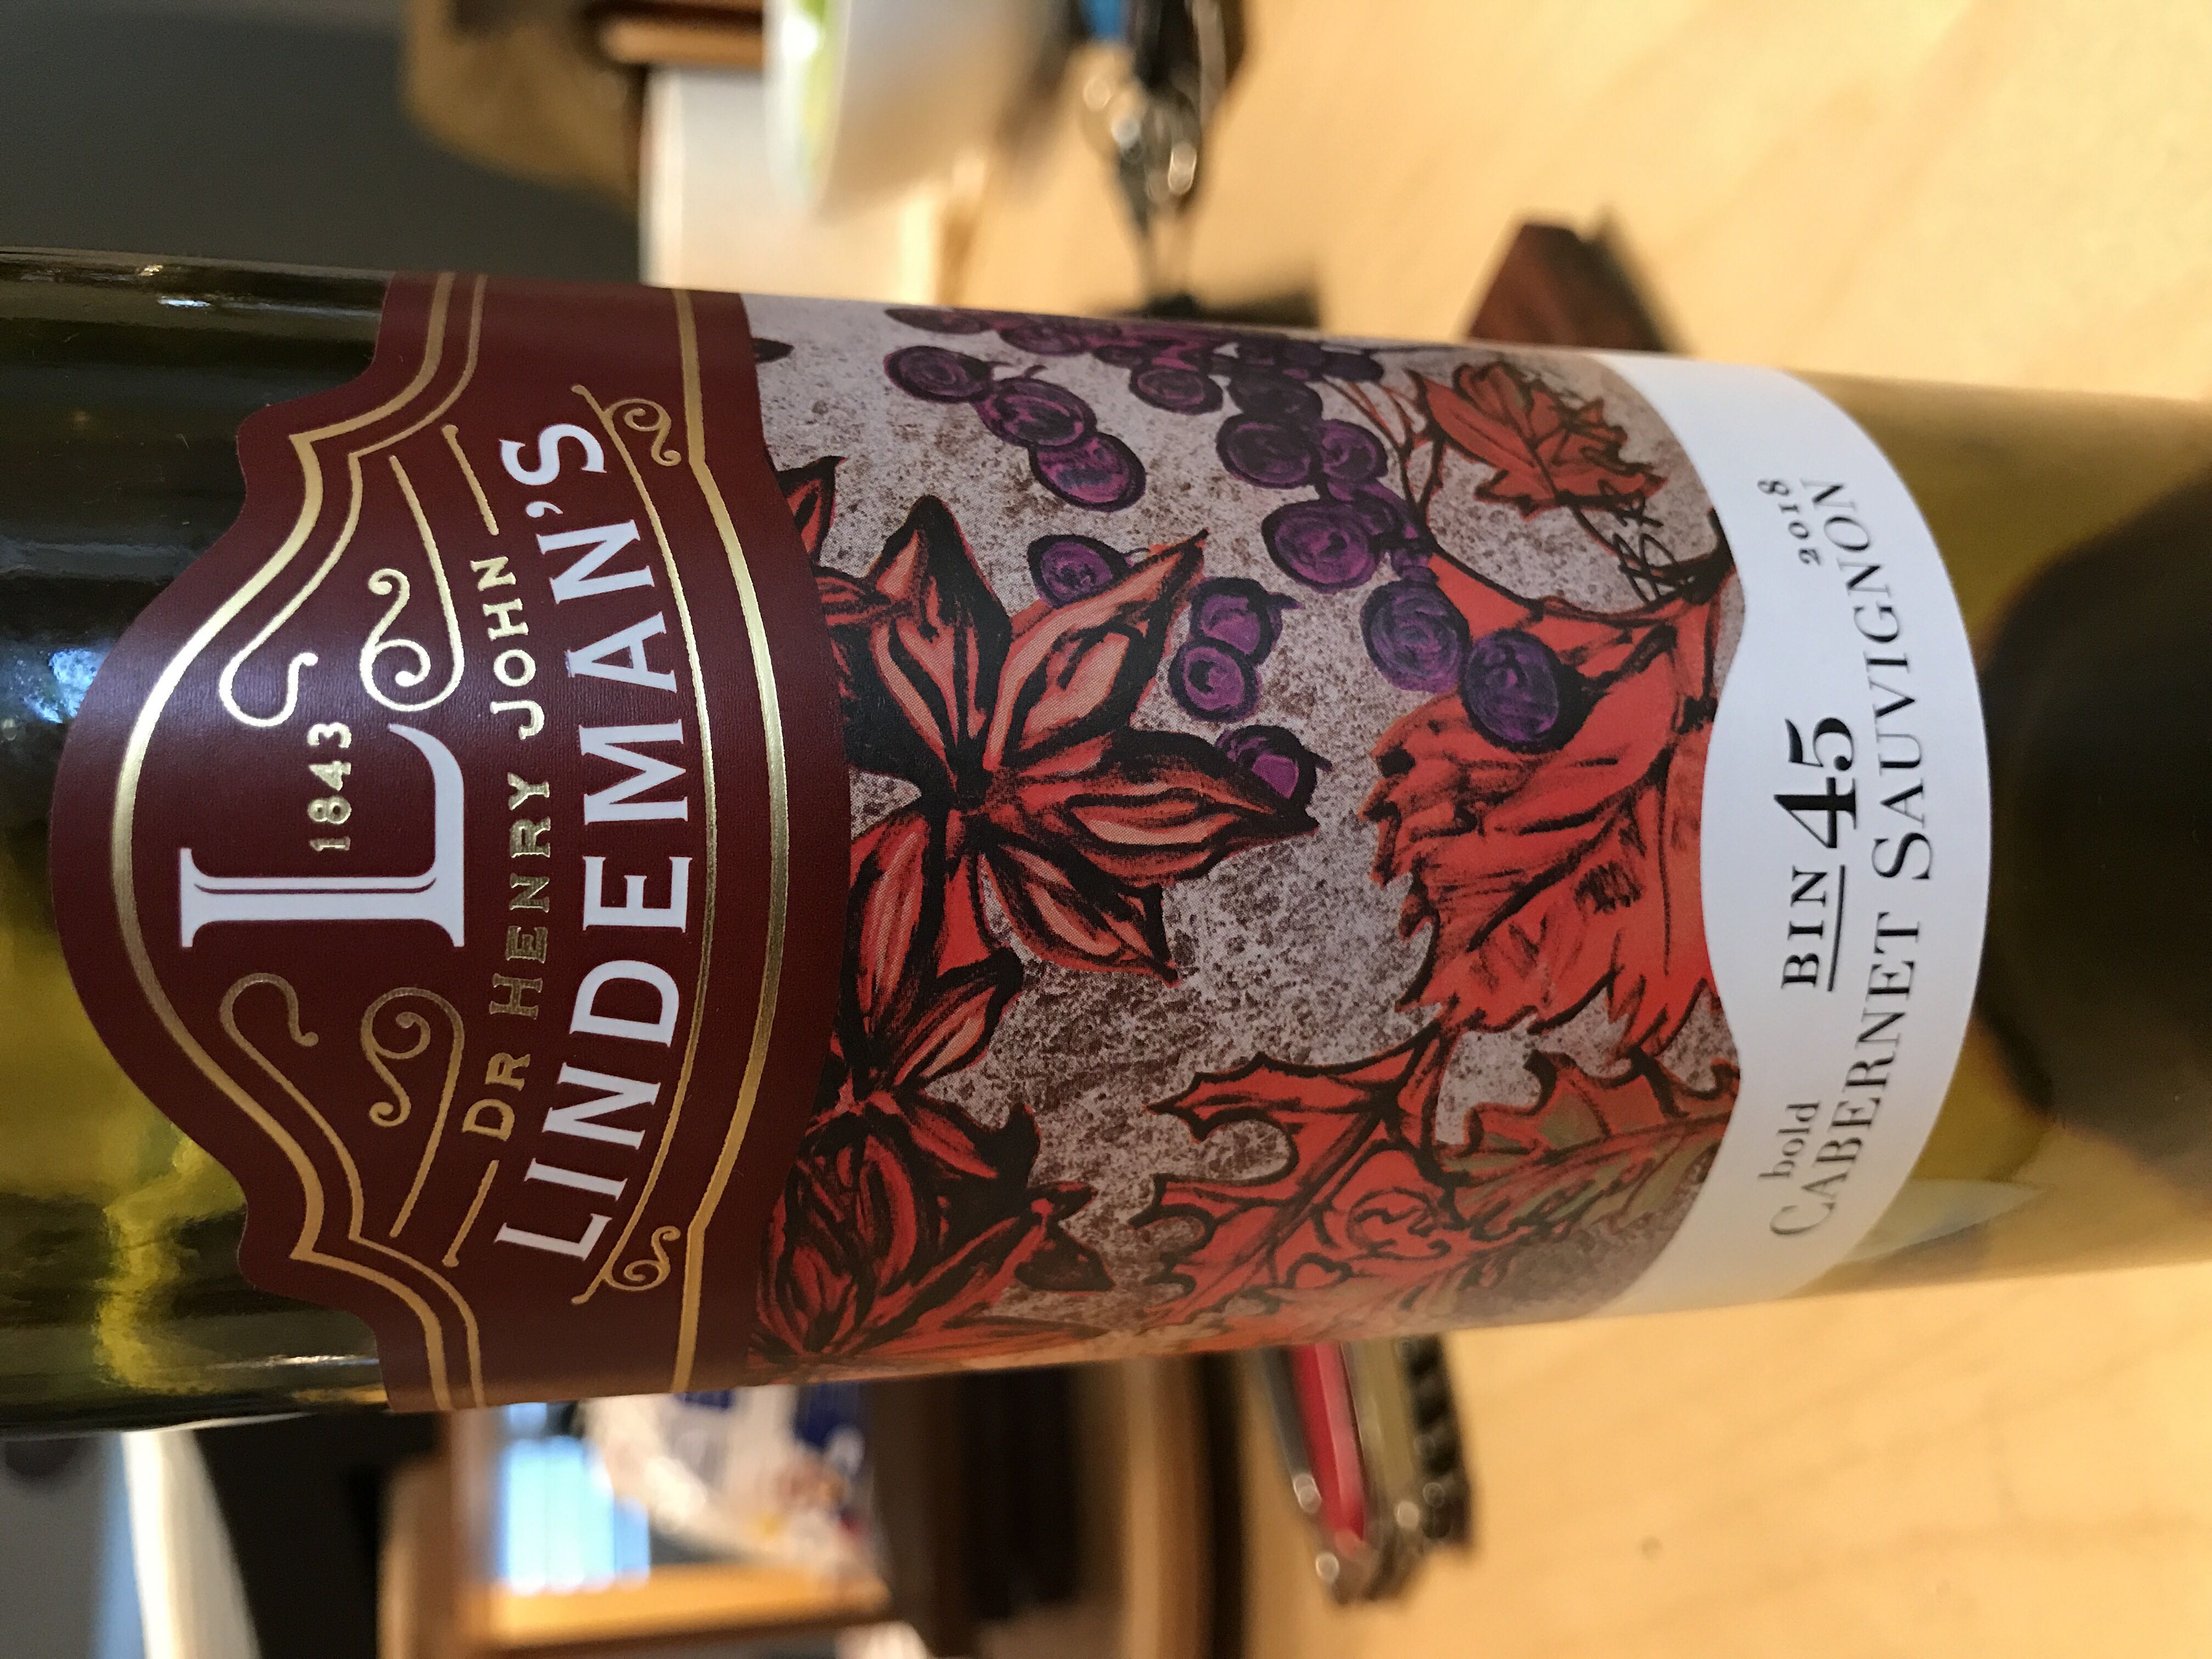 L
1843
DR HENRY JOHN
LINDEMAN'S
bold BIN 45 2018
CABERNET SAUVIGNON